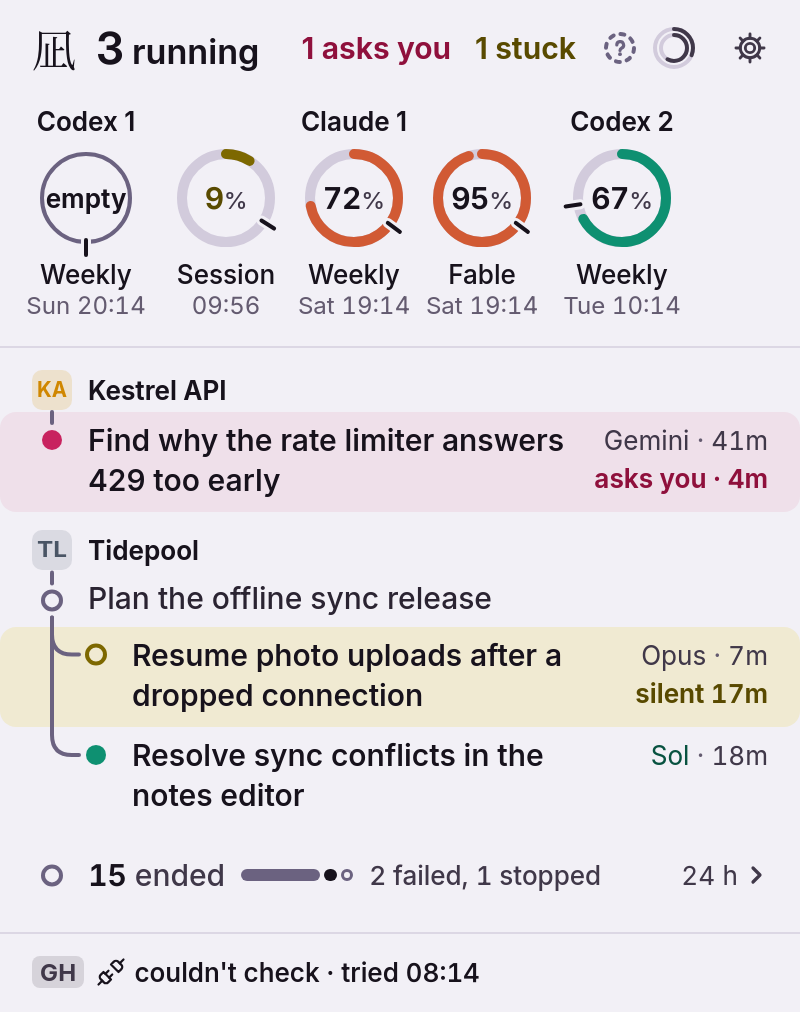 凪 3 running 1 asks you 1 stuck ?
Codex 1 Claude 1 Codex 2
empty 9% 72% 95% 67%
Weekly Session Weekly Fable Weekly
Sun 20:14 09:56 Sat 19:14 Sat 19:14 Tue 10:14
KA Kestrel API
Find why the rate limiter answers Gemini · 41m
429 too early asks you · 4m
TL Tidepool
Plan the offline sync release
Resume photo uploads after a Opus · 7m
dropped connection silent 17m
Resolve sync conflicts in the Sol · 18m
notes editor
15 ended 2 failed, 1 stopped 24 h
GH couldn't check · tried 08:14